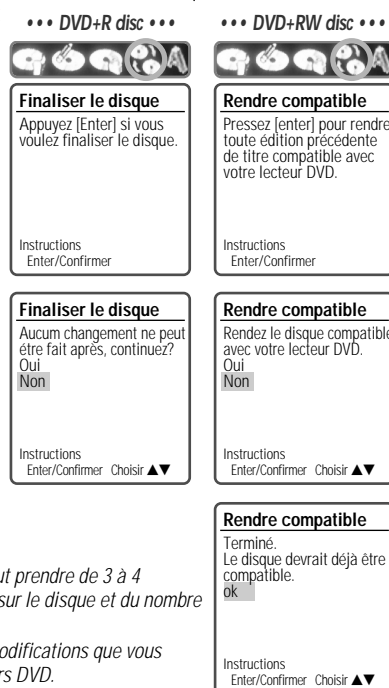 ••• DVD+R disc •••
Finaliser le disque
Appuyez [Enter] si vous
voulez finaliser le disque.
Instructions
Enter/Confirmer
Finaliser le disque
Aucum changement ne peut
étre fait après, continuez?
Oui
Non
Instructions
Enter/Confirmer Choisir ▲▼
••• DVD+RW disc •••
Rendre compatible
Pressez [enter] pour rendre
toute édition précédente
de titre compatible avec
votre lecteur DVD.
Instructions
Enter/Confirmer
Rendre compatible
Rendez le disque compatible
avec votre lecteur DVD.
Oui
Non
Instructions
Enter/Confirmer Choisir ▲▼
Rendre compatible
Terminé.
Le disque devrait déjà être
compatible.
ok
Instructions
Enter/Confirmer Choisir ▲▼
prendre de 3 à 4
sur le disque et du nombre
modifications que vous
DVD.